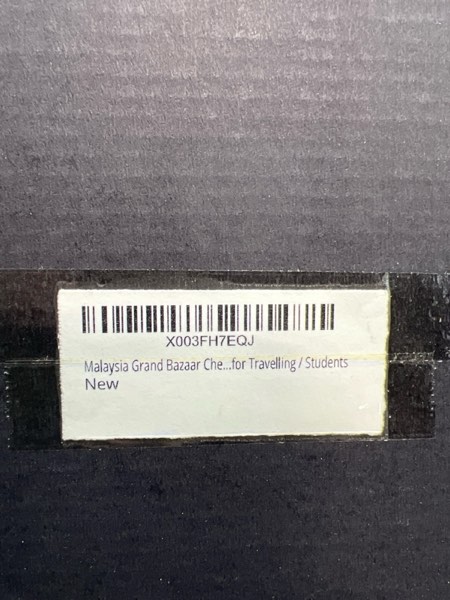 X003FH7EQJ
Malaysia Grand Bazaar Che...for Travelling / Students
New